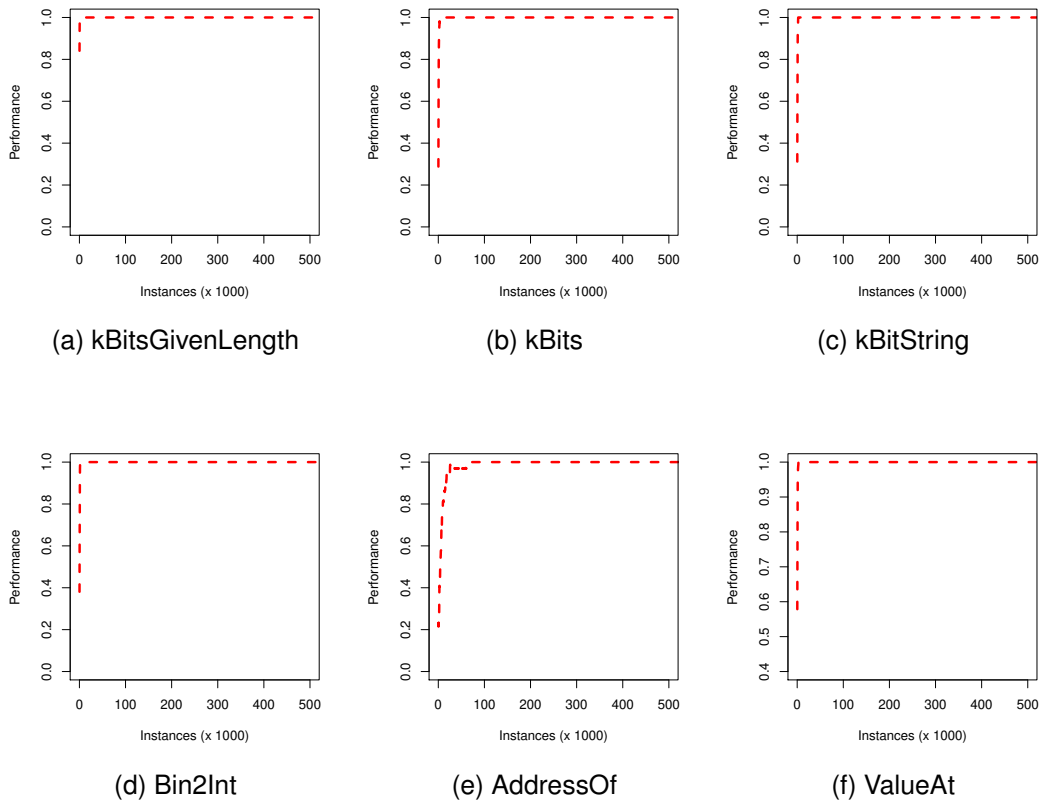 1.0
0.8
0.6
0.4
0.2
0.0
Performance
0 100 200 300 400 500
Instances (x 1000)
(a) kBitsGivenLength
1.0
0.8
0.6
0.4
0.2
0.0
Performance
0 100 200 300 400 500
Instances (x 1000)
(b) kBits
1.0
0.8
0.6
0.4
0.2
0.0
Performance
0 100 200 300 400 500
Instances (x 1000)
(c) kBitString
1.0
0.8
0.6
0.4
0.2
0.0
Performance
0 100 200 300 400 500
Instances (x 1000)
(d) Bin2Int
1.0
0.8
0.6
0.4
0.2
0.0
Performance
0 100 200 300 400 500
Instances (x 1000)
(e) AddressOf
1.0
0.9
0.8
0.7
0.6
0.5
0.4
Performance
0 100 200 300 400 500
Instances (x 1000)
(f) ValueAt